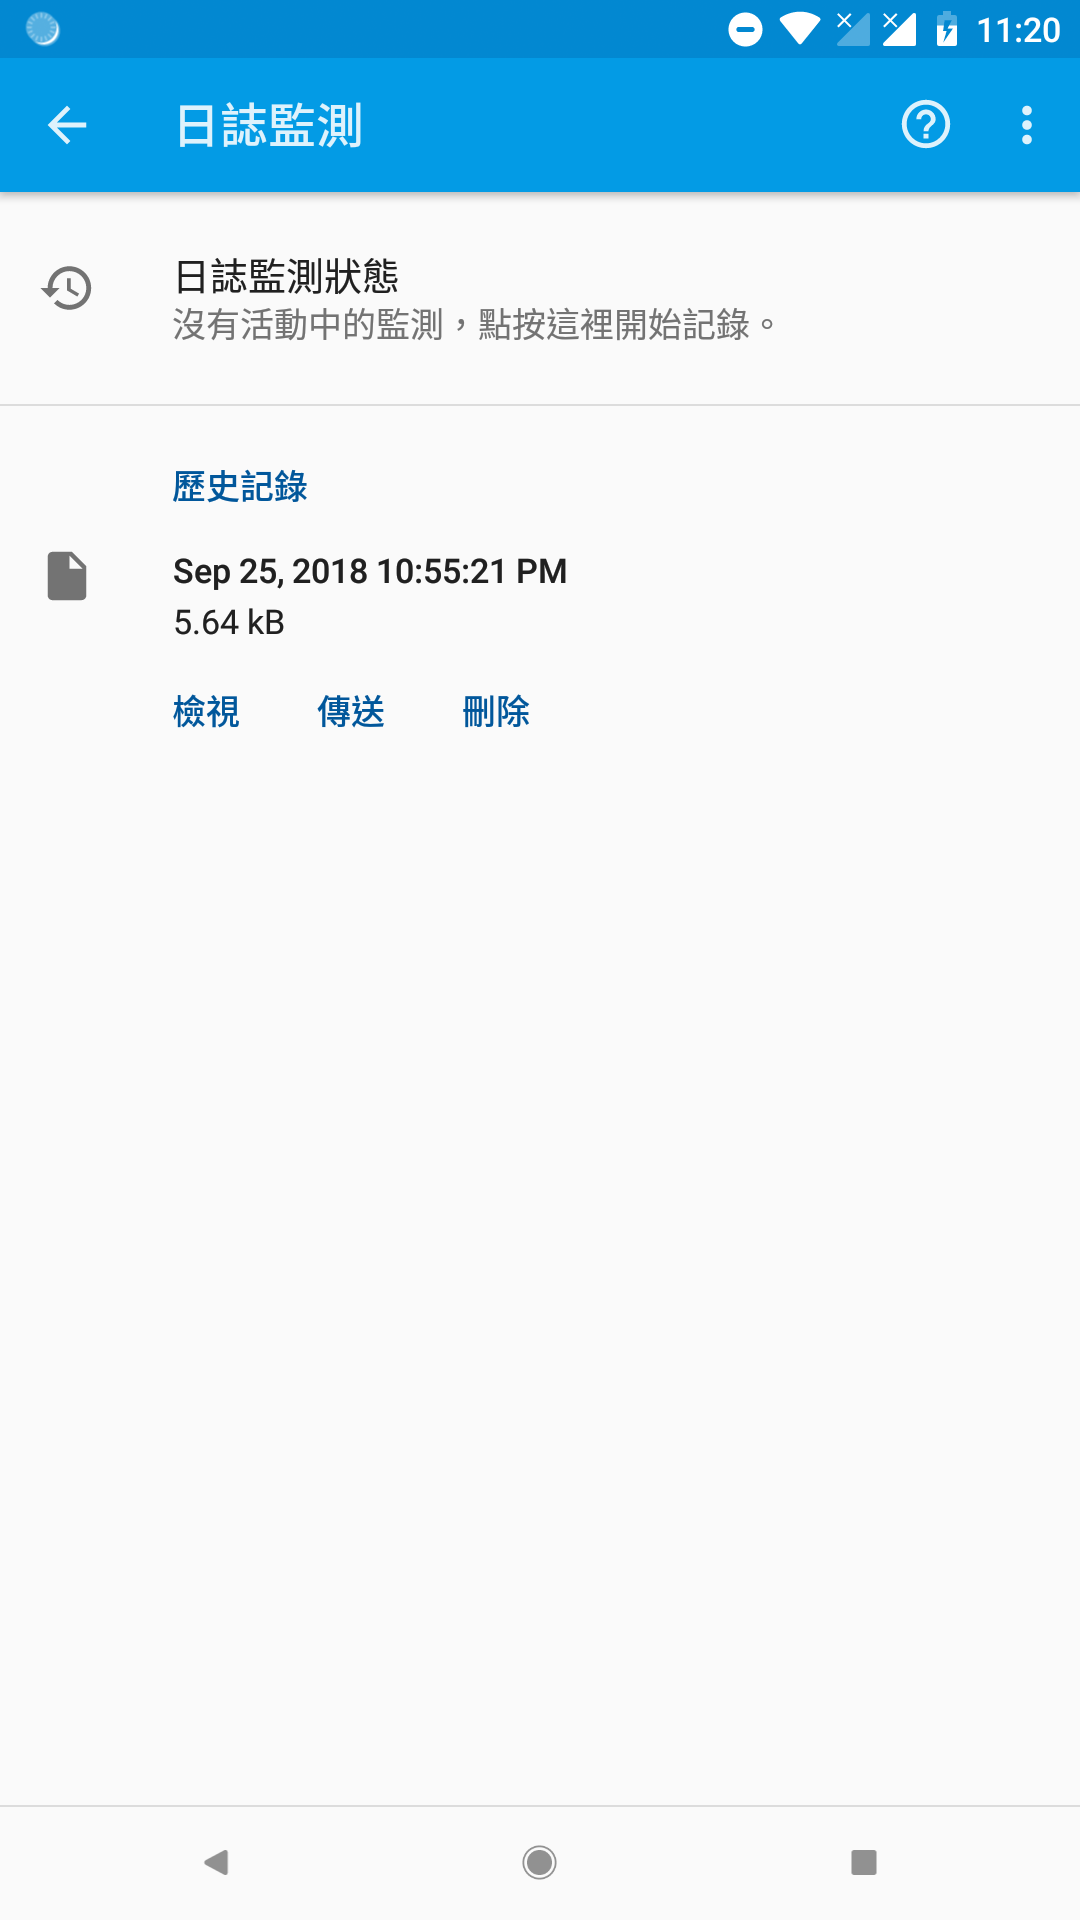 11:20
日誌監測
日誌監測狀態
沒有活動中的監測，點按這裡開始記錄。
歷史記錄
Sep 25, 2018 10:55:21 PM
5.64 kB
檢視 傳送 刪除